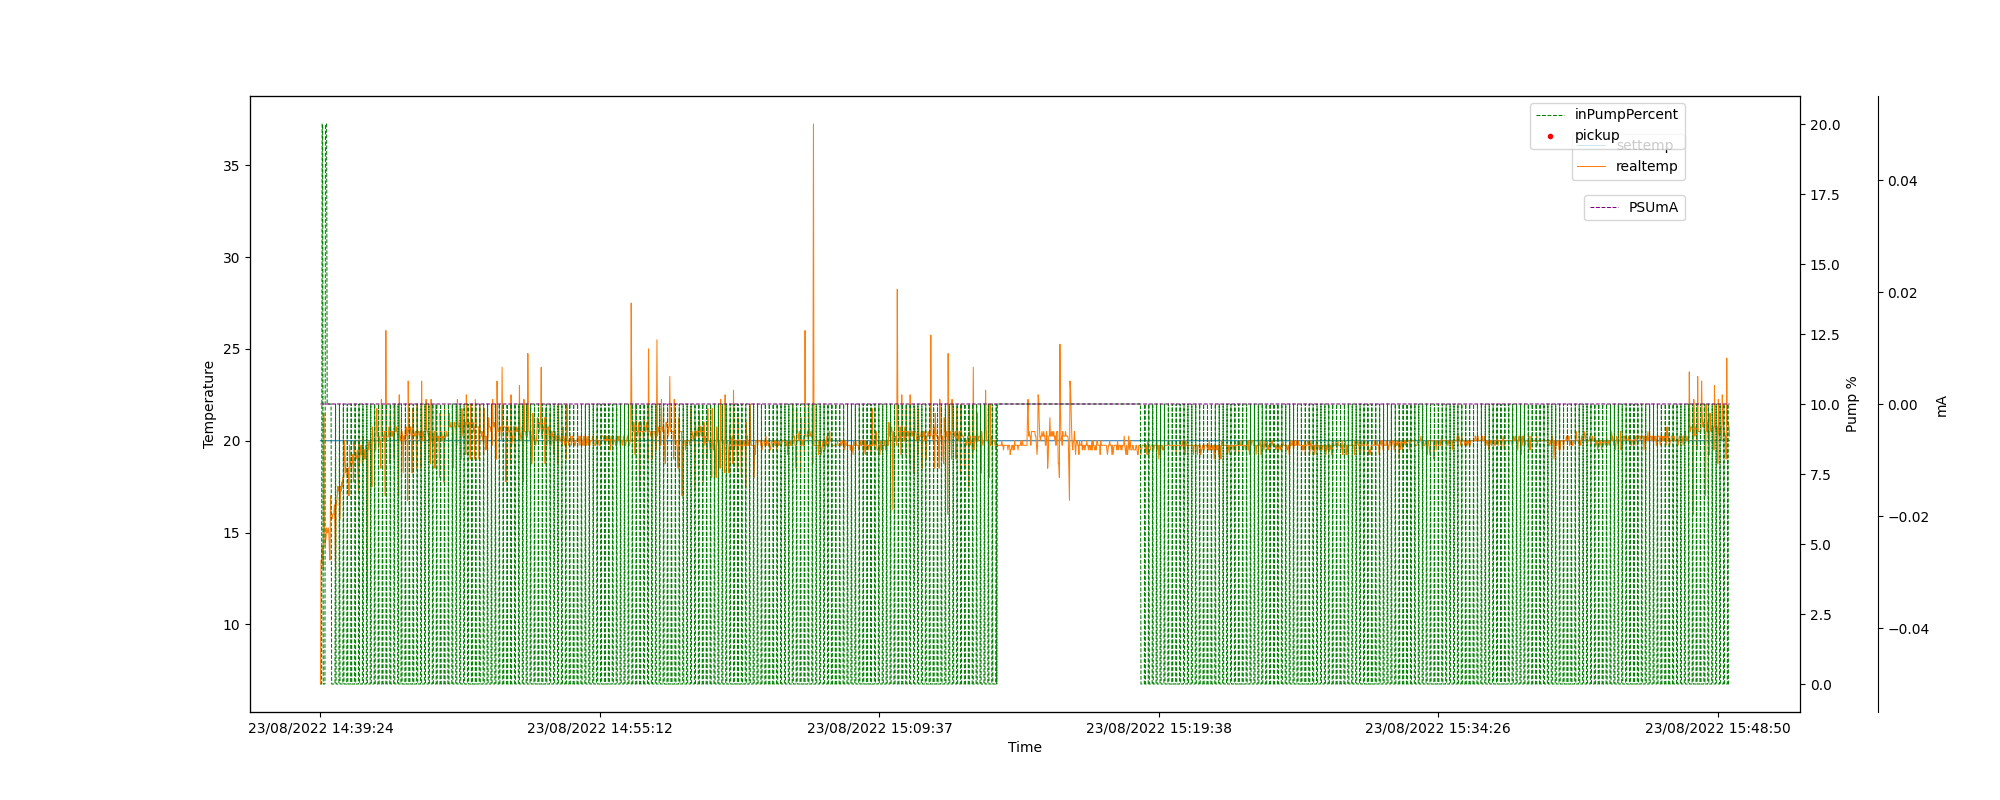 inPumpPercent
pickup
settemp
realtemp
PSUmA
35
30
25
20
15
10
Temperature
20.0
17.5
15.0
12.5
10.0
7.5
5.0
2.5
0.0
Pump %
0.04
0.02
0.00
−0.02
−0.04
mA
23/08/2022 14:39:24
23/08/2022 14:55:12
23/08/2022 15:09:37
23/08/2022 15:19:38
23/08/2022 15:34:26
23/08/2022 15:48:50
Time